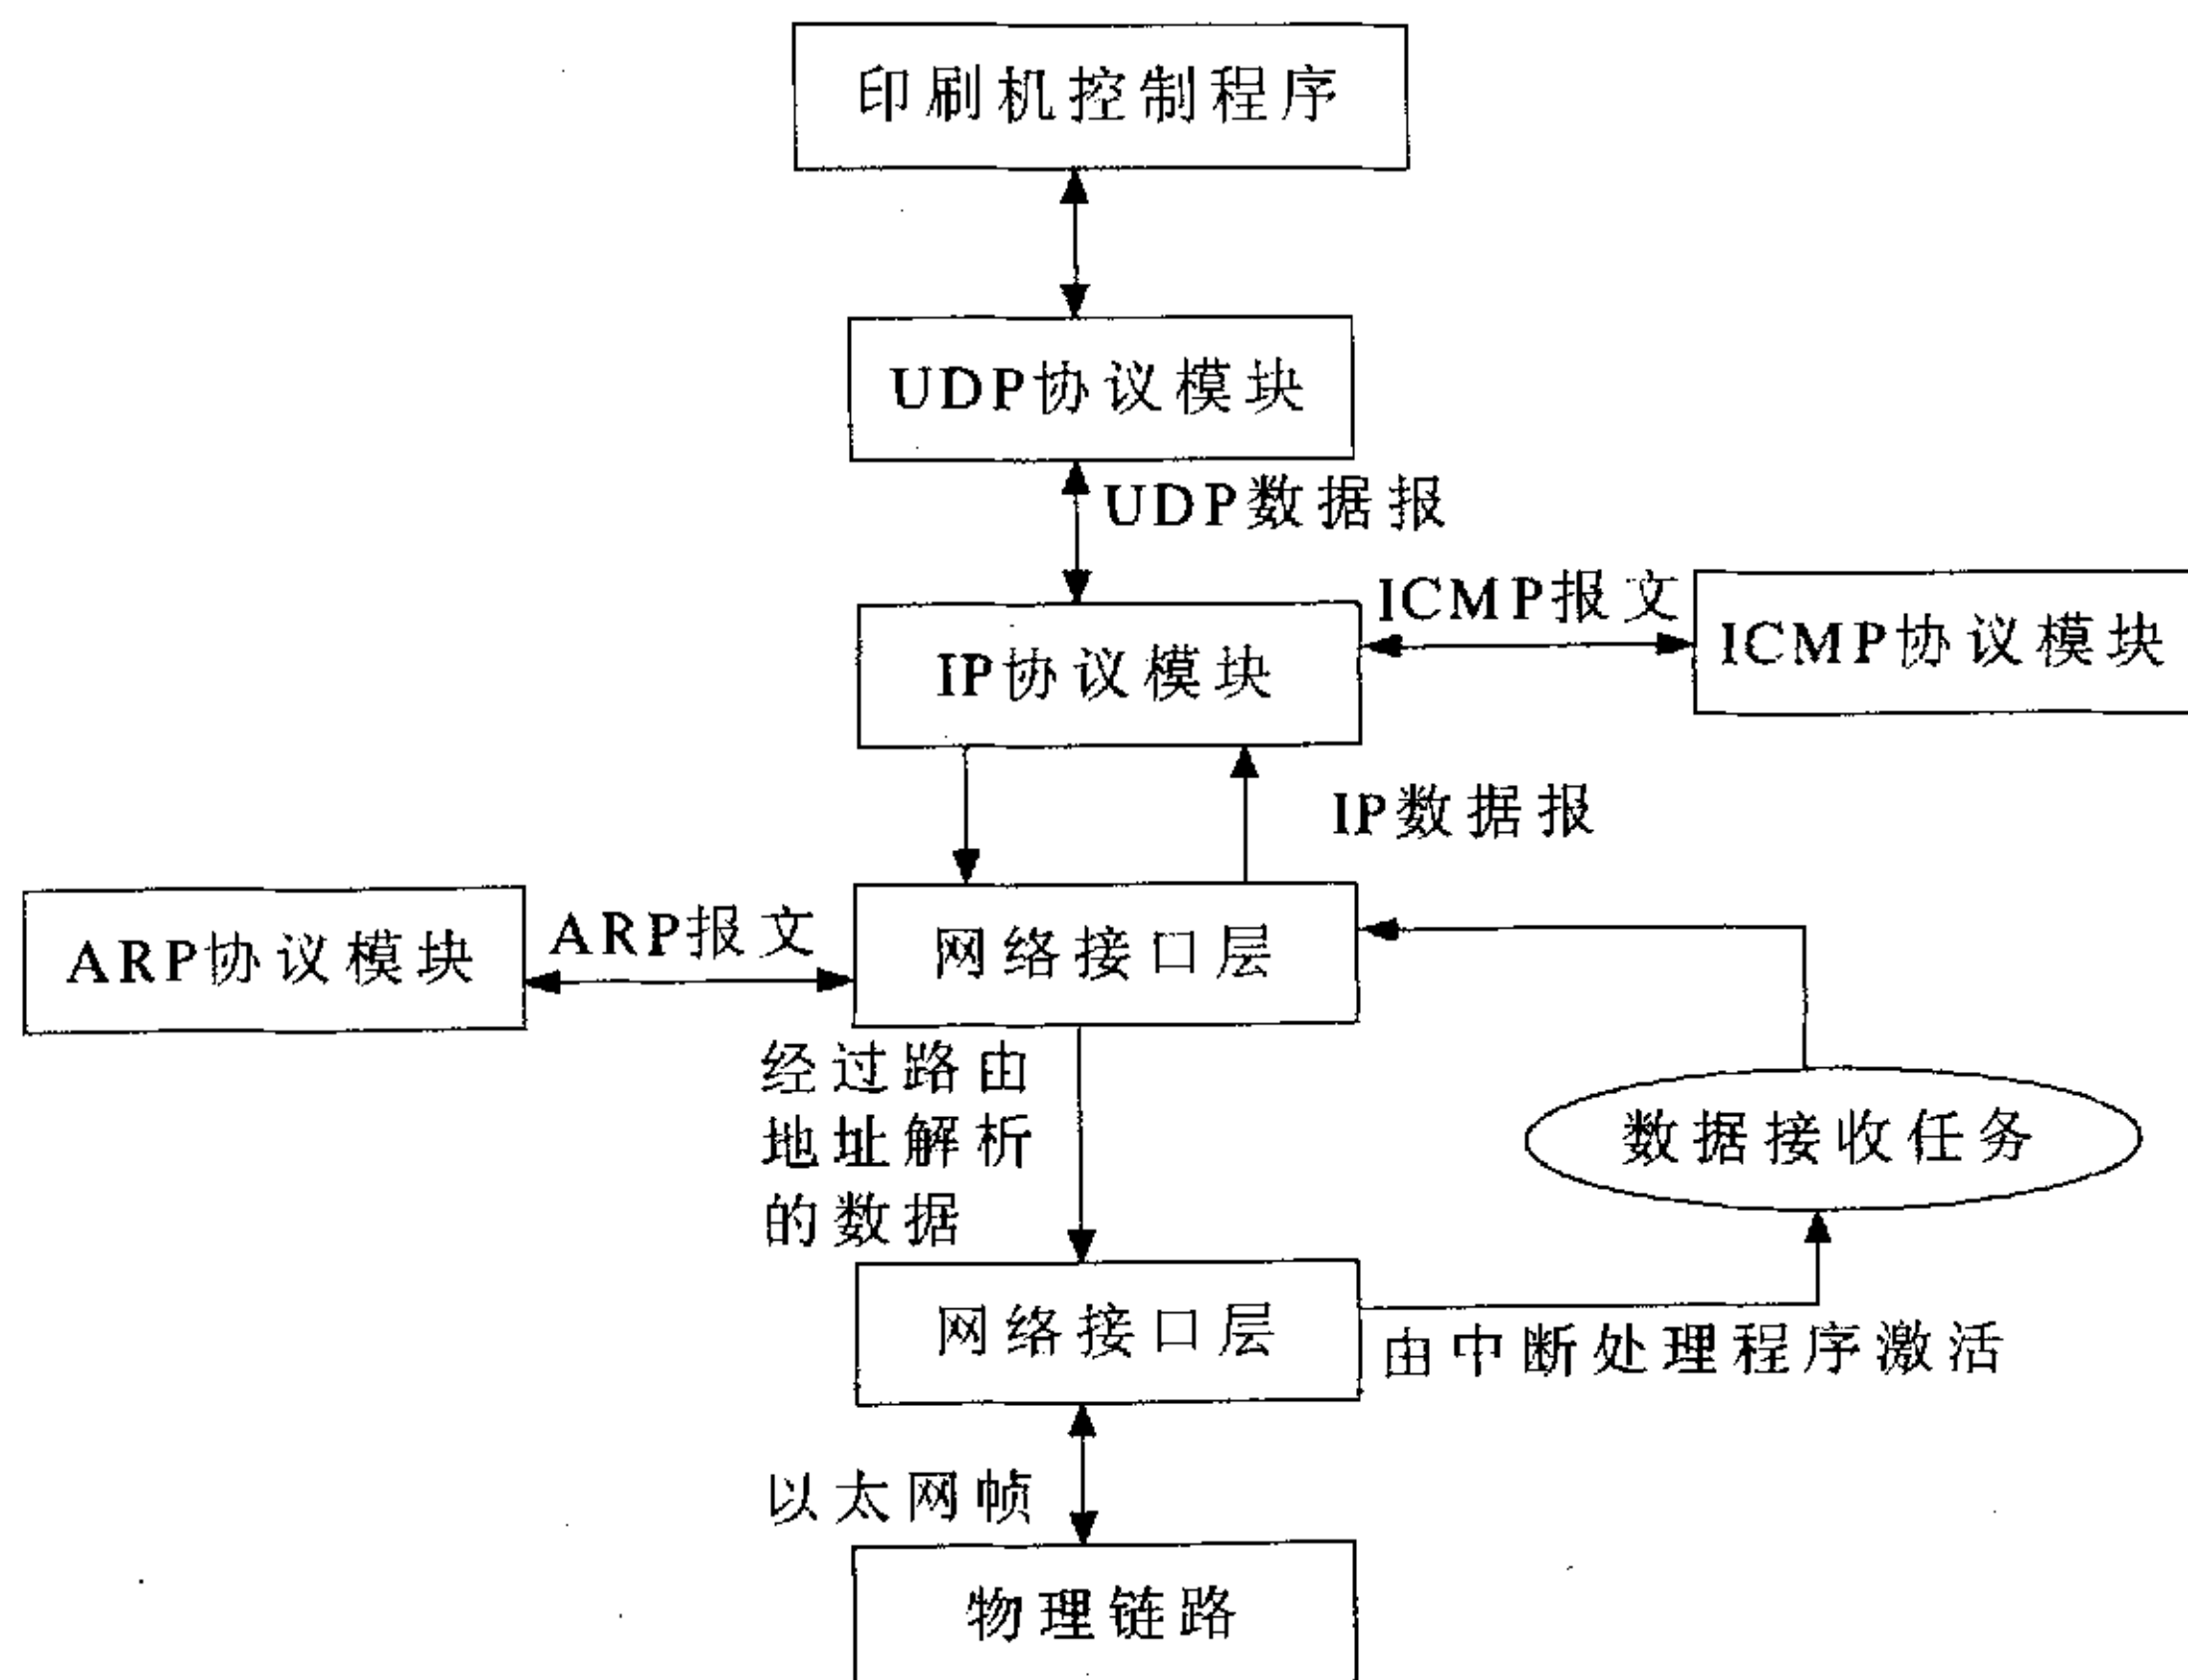 印刷机控制程序
UDP协议模块
UDP数据报
ICMP报文
IP协议模块
ICMP协议模块
IP数据报
ARP协议模块
ARP报文
网络接口层
经过路由
地址解析
的数据
数据接收任务
网络接口层
由中断处理程序激活
以太网帧
物理链路